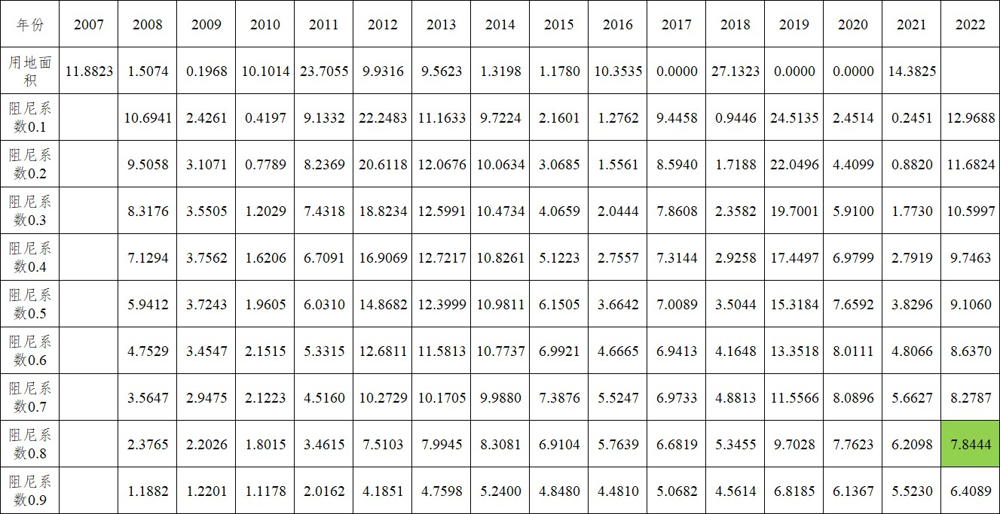 年份 2007 2008 2009 2010 2011 2012 2013 2014 2015 2016 2017 2018 2019 2020 2021 2022
用地面
积 11.8823 1.5074 0.1968 10.1014 23.7055 9.9316 9.5623 1.3198 1.1780 10.3535 0.0000 27.1323 0.0000 0.0000 14.3825
阻尼系
数0.1 10.6941 2.4261 0.4197 9.1332 22.2483 11.1633 9.7224 2.1601 1.2762 9.4458 0.9446 24.5135 2.4514 0.2451 12.9688
阻尼系
数0.2 9.5058 3.1071 0.7789 8.2369 20.6118 12.0676 10.0634 3.0685 1.5561 8.5940 1.7188 22.0496 4.4099 0.8820 11.6824
阻尼系
数0.3 8.3176 3.5505 1.2029 7.4318 18.8234 12.5991 10.4734 4.0659 2.0444 7.8608 2.3582 19.7001 5.9100 1.7730 10.5997
阻尼系
数0.4 7.1294 3.7562 1.6206 6.7091 16.9069 12.7217 10.8261 5.1223 2.7557 7.3144 2.9258 17.4497 6.9799 2.7919 9.7463
阻尼系
数0.5 5.9412 3.7243 1.9605 6.0310 14.8682 12.3999 10.9811 6.1505 3.6642 7.0089 3.5044 15.3184 7.6592 3.8296 9.1060
阻尼系
数0.6 4.7529 3.4547 2.1515 5.3315 12.6811 11.5813 10.7737 6.9921 4.6665 6.9413 4.1648 13.3518 8.0111 4.8066 8.6370
阻尼系
数0.7 3.5647 2.9475 2.1223 4.5160 10.2729 10.1705 9.9880 7.3876 5.5247 6.9733 4.8813 11.5566 8.0896 5.6627 8.2787
阻尼系
数0.8 2.3765 2.2026 1.8015 3.4615 7.5103 7.9945 8.3081 6.9104 5.7639 6.6819 5.3455 9.7028 7.7623 6.2098 7.8444
阻尼系
数0.9 1.1882 1.2201 1.1178 2.0162 4.1851 4.7598 5.2400 4.8480 4.4810 5.0682 4.5614 6.8185 6.1367 5.5230 6.4089